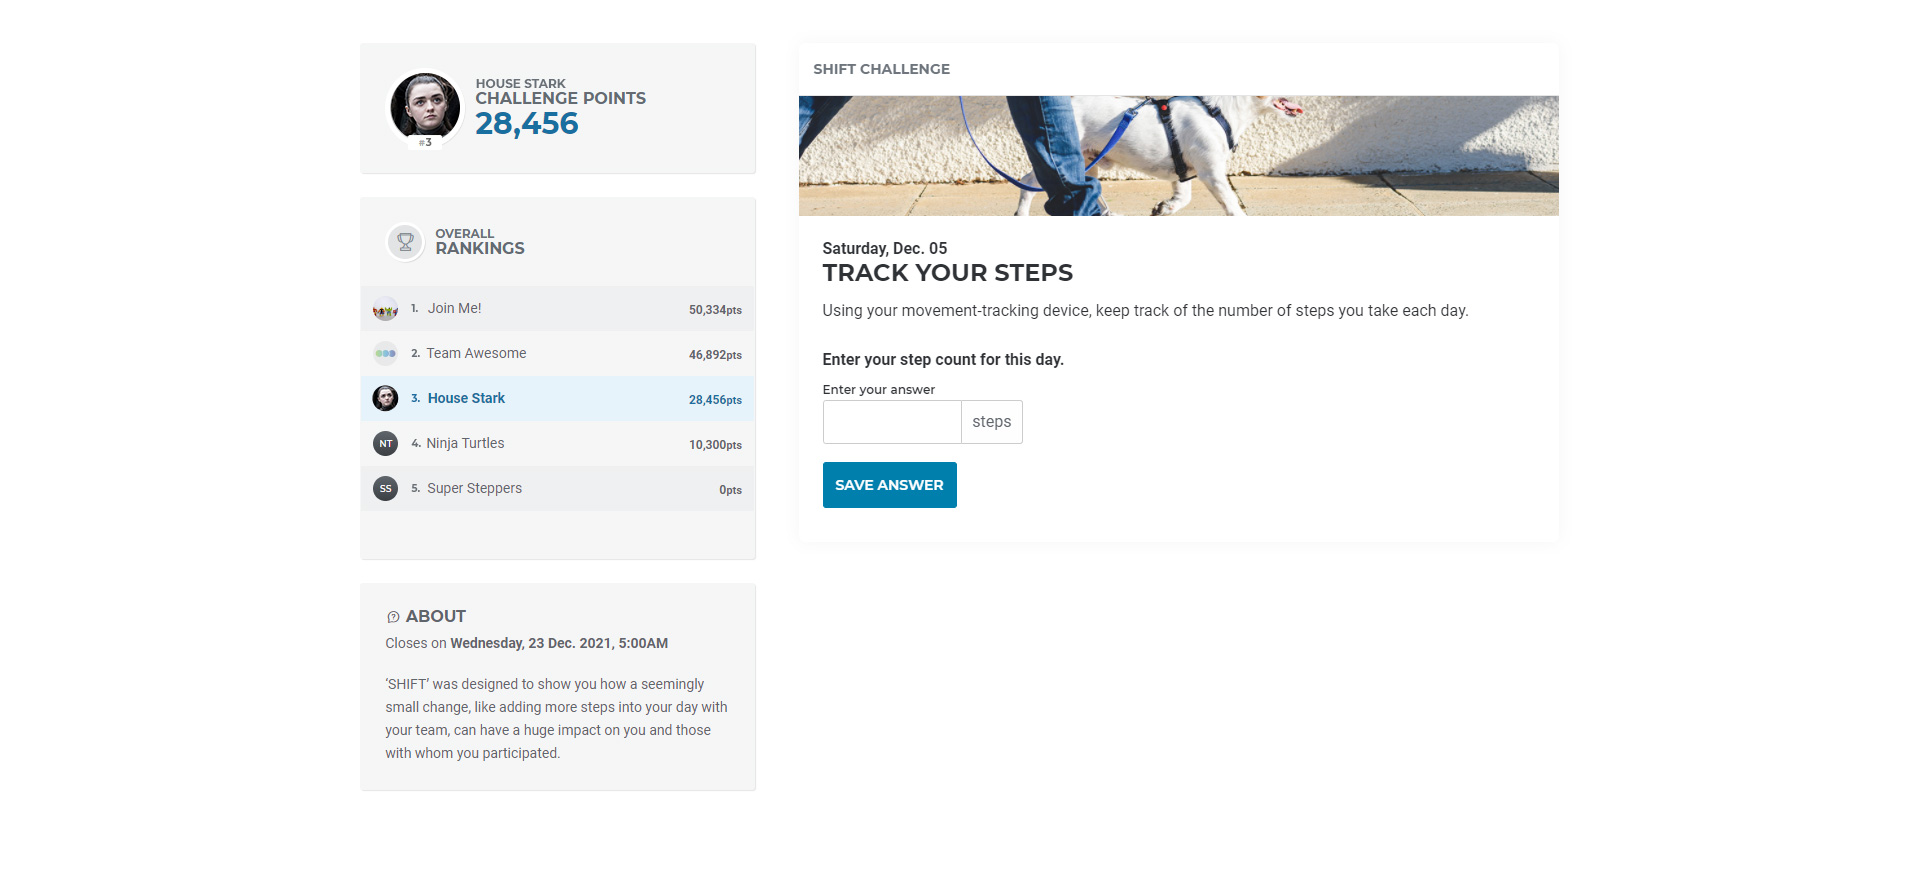 HOUSE STARK
CHALLENGE POINTS
28,456
#3
OVERALL
RANKINGS
1. Join Me! 50,334pts
2. Team Awesome 46,892pts
3. House Stark 28,456pts
NT 4. Ninja Turtles 10,300pts
SS 5. Super Steppers 0pts
ABOUT
Closes on Wednesday, 23 Dec. 2021, 5:00AM
‘SHIFT’ was designed to show you how a seemingly
small change, like adding more steps into your day with
your team, can have a huge impact on you and those
with whom you participated.
SHIFT CHALLENGE
Saturday, Dec. 05
TRACK YOUR STEPS
Using your movement-tracking device, keep track of the number of steps you take each day.
Enter your step count for this day.
Enter your answer
steps
SAVE ANSWER